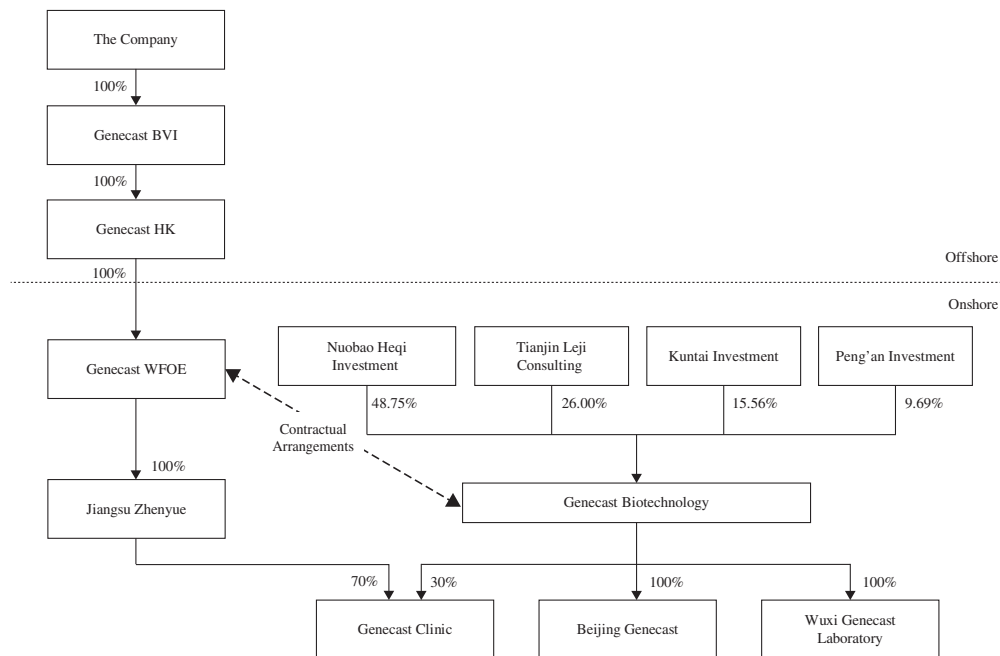 The Company
100%
Genecast BVI
100%
Genecast HK
Offshore
100%
Onshore
Genecast WFOE
Nuobao Heqi
Investment
Tianjin Leji
Consulting
Kuntai Investment
Peng’an Investment
48.75%
26.00%
15.56%
9.69%
Contractual
Arrangements
100%
Jiangsu Zhenyue
Genecast Biotechnology
70%
30%
100%
100%
Genecast Clinic
Beijing Genecast
Wuxi Genecast
Laboratory